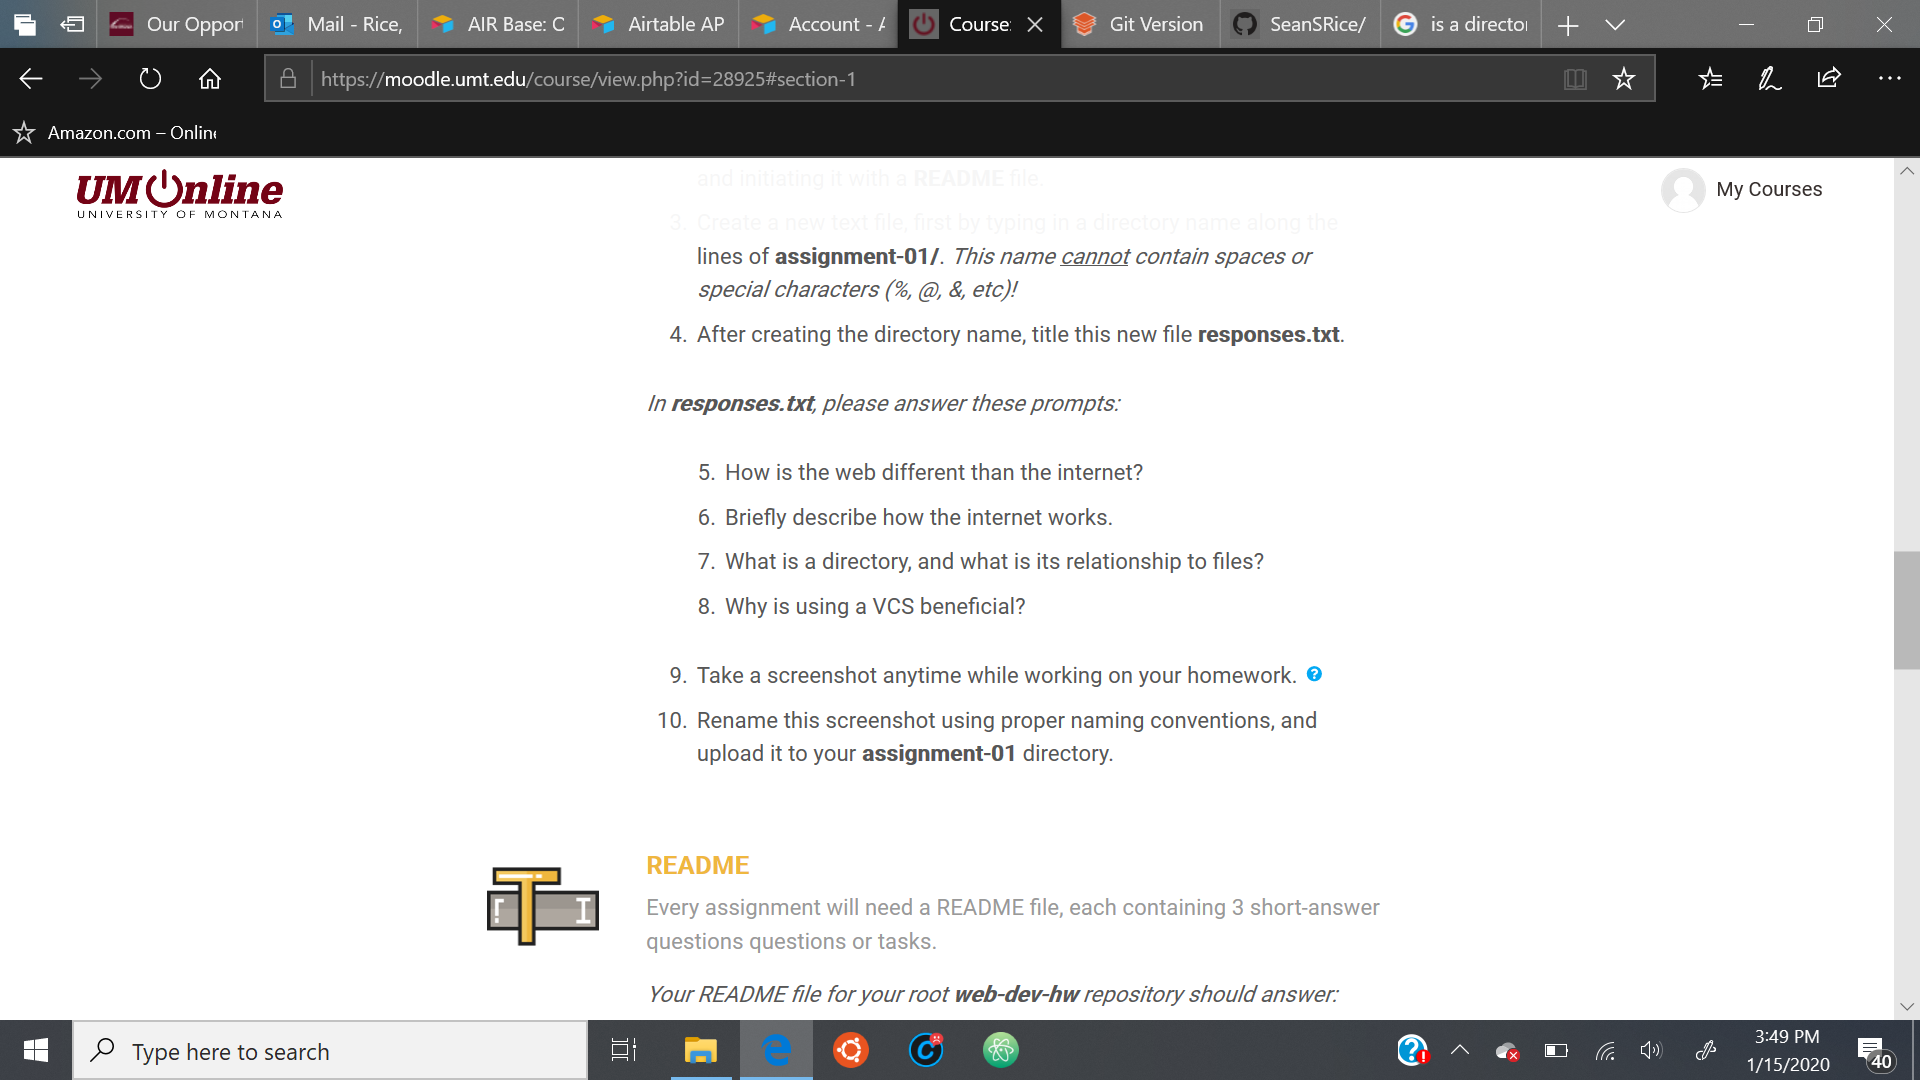 Our Oppor
Mail - Rice,
AIR Base: C
Airtable AP
Account - A
Course:
Git Version
SeanSRice/
is a director
https://moodle.umt.edu/course/view.php?id=28925#section-1
Amazon.com – Online
UM Online
UNIVERSITY OF MONTANA
My Courses
and initiating it with a README file.
3. Create a new text file, first by typing in a directory name along the
lines of assignment-01/. This name cannot contain spaces or
special characters (%, @, &, etc)!
4. After creating the directory name, title this new file responses.txt.
In responses.txt, please answer these prompts:
5. How is the web different than the internet?
6. Briefly describe how the internet works.
7. What is a directory, and what is its relationship to files?
8. Why is using a VCS beneficial?
9. Take a screenshot anytime while working on your homework. ?
10. Rename this screenshot using proper naming conventions, and
upload it to your assignment-01 directory.
README
Every assignment will need a README file, each containing 3 short-answer
questions questions or tasks.
Your README file for your root web-dev-hw repository should answer:
Type here to search
3:49 PM
1/15/2020
40